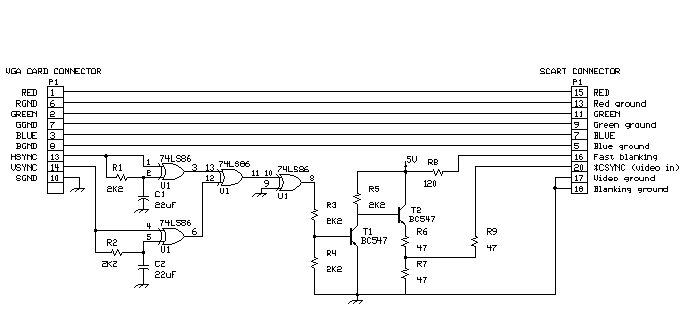 VGA CARD CONNECTOR SCART CONNECTOR
P1 P1
RED 1 15 RED
RGND 6 13 Red ground
GREEN 2 11 GREEN
GGND 7 9 Green ground
BLUE 3 7 BLUE
BGND 8 5 Blue ground
HSYNC 13 16 Fast blanking
VSYNC 14 20 *CSYNC (video in)
SGND 10 17 Video ground
18 Blanking ground
74LS86
1 3
2
U1
R1
2K2
C1
22uF
74LS86
13 11
12
U1
74LS86
10 8
9
U1
74LS86
4 6
5
U1
R2
2K2
C2
22uF
R3
2K2
R4
2K2
R5
2K2
T1
BC547
5V
R8
120
T2
BC547
R6
47
R7
47
R9
47